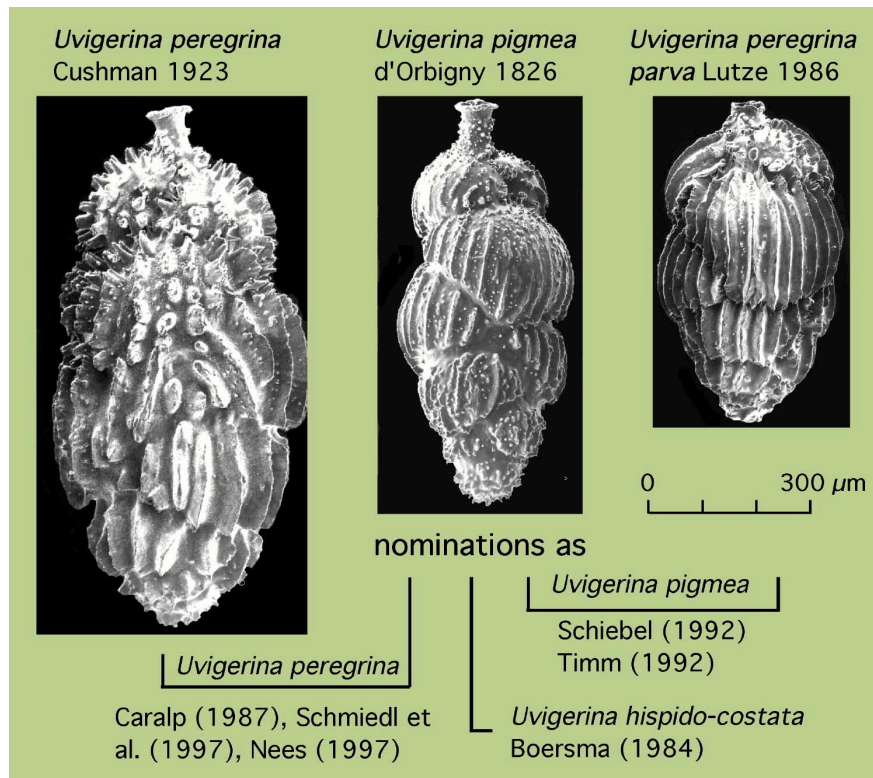 Uvigerina peregrina
Cushman 1923
Uvigerina pigmea
d'Orbigny 1826
Uvigerina peregrina
parva Lutze 1986
0 300 µm
nominations as
Uvigerina pigmea
Schiebel (1992)
Timm (1992)
Uvigerina peregrina
Caralp (1987), Schmiedl et
al. (1997), Nees (1997)
Uvigerina hispido-costata
Boersma (1984)